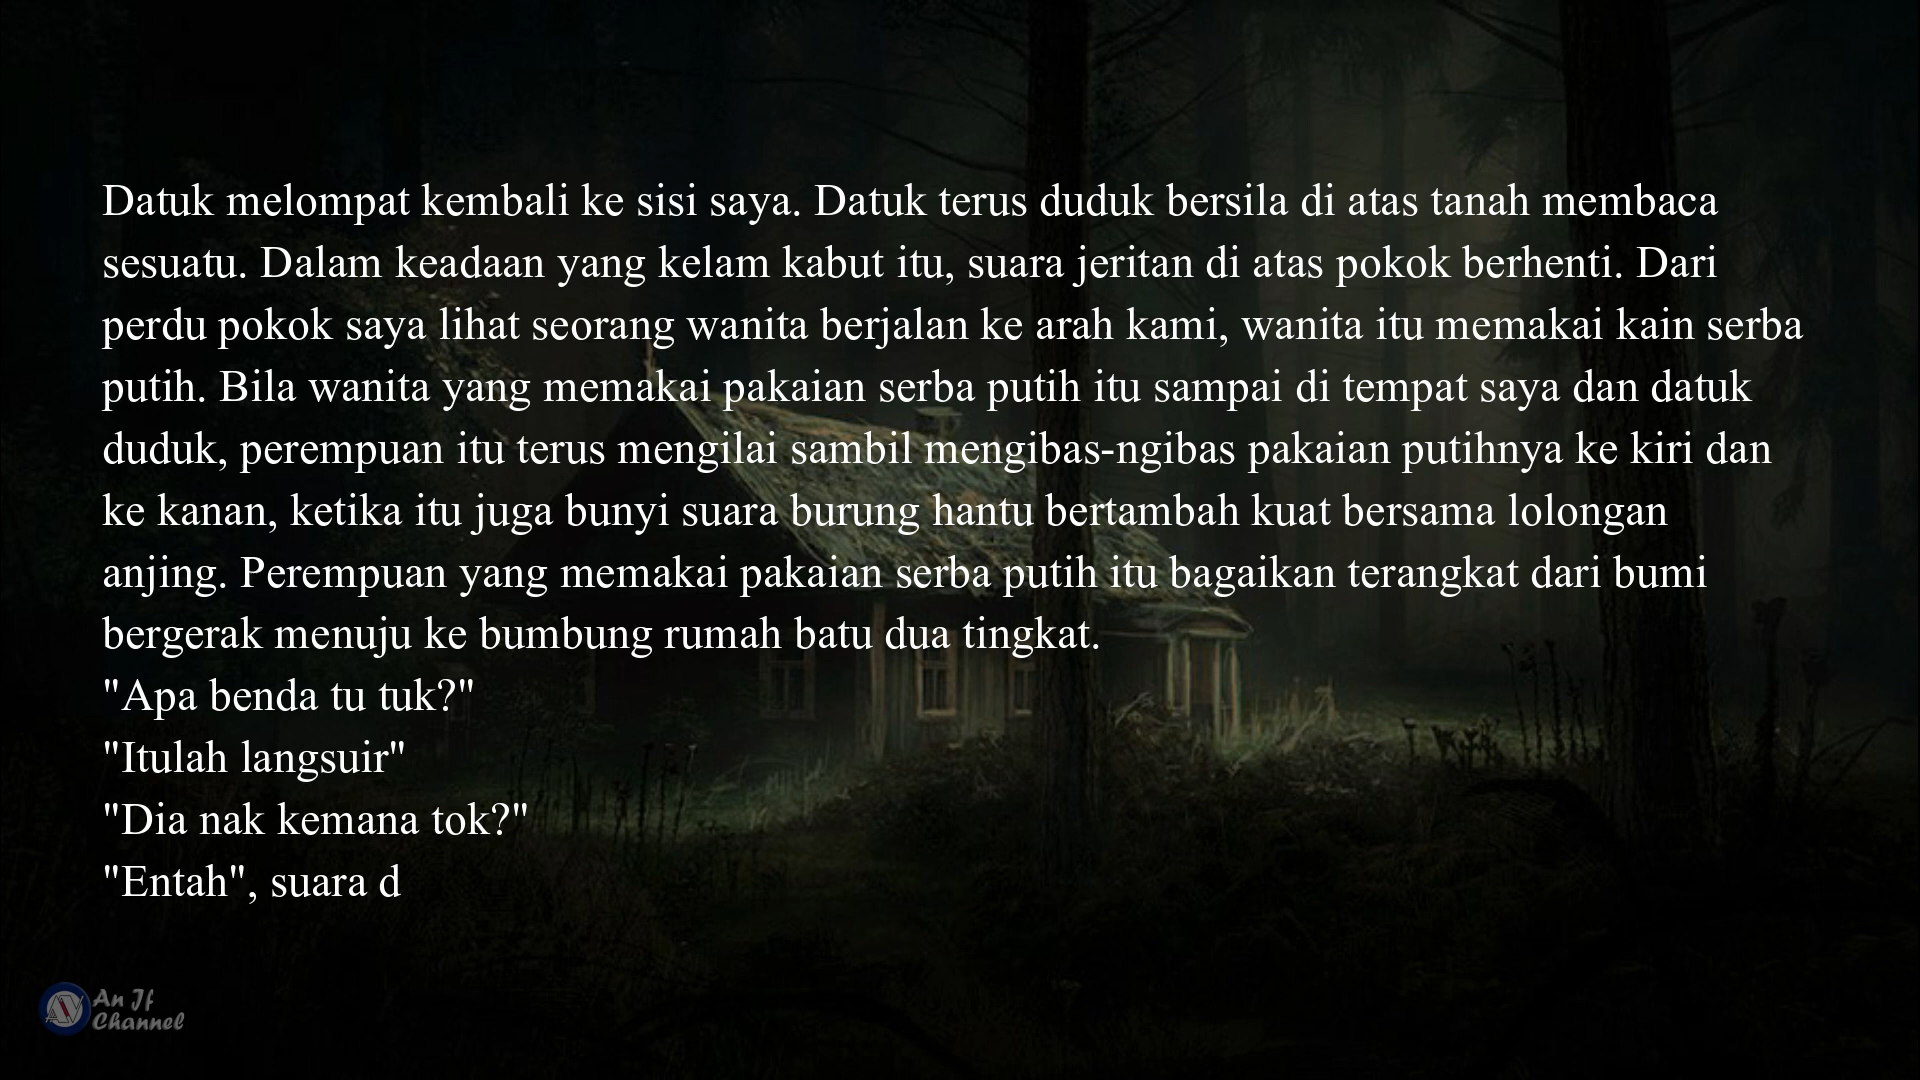 Datuk melompat kembali ke sisi saya. Datuk terus duduk bersila di atas tanah membaca
sesuatu. Dalam keadaan yang kelam kabut itu, suara jeritan di atas pokok berhenti. Dari
perdu pokok saya lihat seorang wanita berjalan ke arah kami, wanita itu memakai kain serba
putih. Bila wanita yang memakai pakaian serba putih itu sampai di tempat saya dan datuk
duduk, perempuan itu terus mengilai sambil mengibas-ngibas pakaian putihnya ke kiri dan
ke kanan, ketika itu juga bunyi suara burung hantu bertambah kuat bersama lolongan
anjing. Perempuan yang memakai pakaian serba putih itu bagaikan terangkat dari bumi
bergerak menuju ke bumbung rumah batu dua tingkat.
"Apa benda tu tuk?"
"Itulah langsuir"
"Dia nak kemana tok?"
"Entah", suara d
An If
Channel